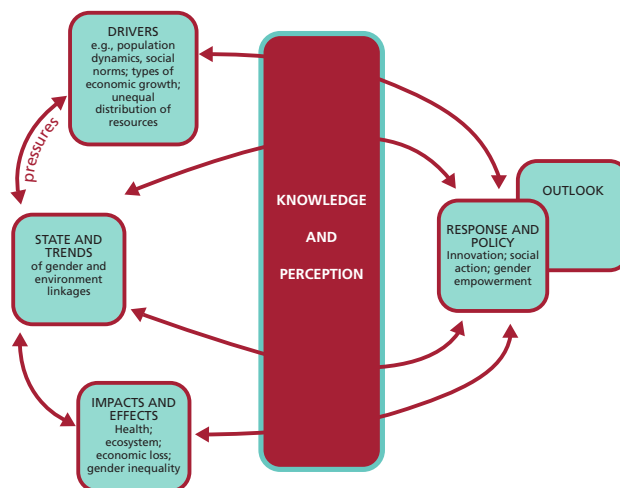 DRIVERS
e.g., population
dynamics, social
norms; types of
economic growth;
unequal
distribution of
resources
pressures
STATE AND
TRENDS
of gender and
environment
linkages
IMPACTS AND
EFFECTS
Health;
ecosystem;
economic loss;
gender inequality
KNOWLEDGE
AND
PERCEPTION
OUTLOOK
RESPONSE AND
POLICY
Innovation; social
action; gender
empowerment